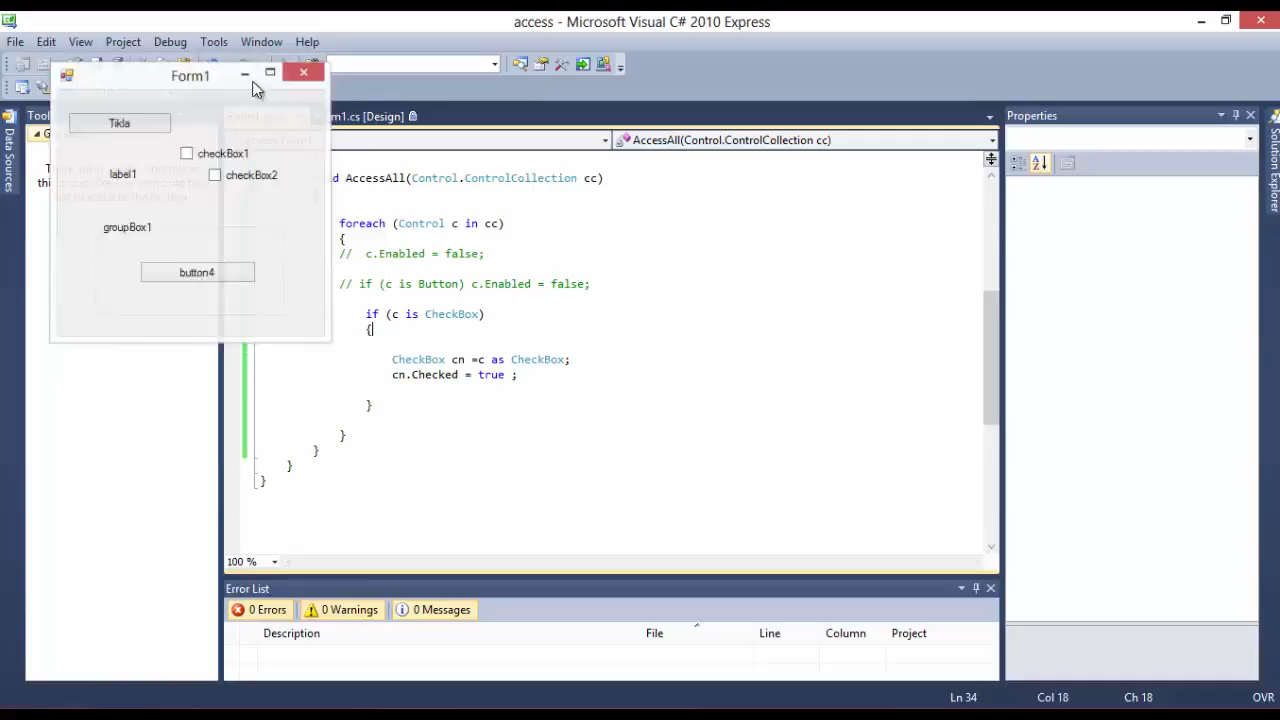 access - Microsoft Visual C# 2010 Express
File Edit View Project Debug Tools Window Help
Form1
Tikla
checkBox1
label1
checkBox2
groupBox1
button4
Data Sources
m1.cs [Design]
AccessAll(Control.ControlCollection cc)
d AccessAll(Control.ControlCollection cc)
foreach (Control c in cc)
{
// c.Enabled = false;
// if (c is Button) c.Enabled = false;
if (c is CheckBox)
{
CheckBox cn =c as CheckBox;
cn.Checked = true ;
}
}
}
}
}
100 %
Error List
0 Errors 0 Warnings 0 Messages
Description File Line Column Project
Properties
Solution Explorer
Ln 34 Col 18 Ch 18 OVR